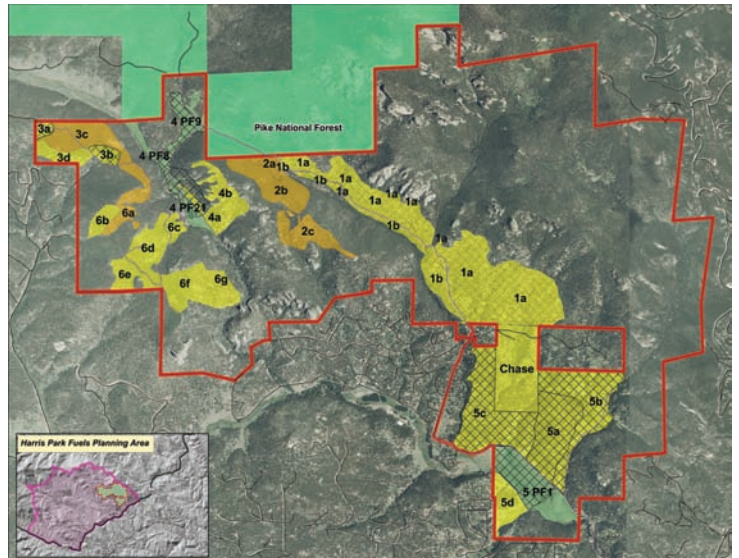 4 PF9
Pike National Forest
3a
3c
3b
3d
4 PF8
2a
1b
1a
1b
1a
1a
1a
1a
1a
1b
2b
4b
4 PF21
4a
6a
6b
6c
6d
2c
1a
1a
1b
1a
6e
6f
6g
Chase
5b
5c
5a
5 PF1
5d
Harris Park Fuels Planning Area